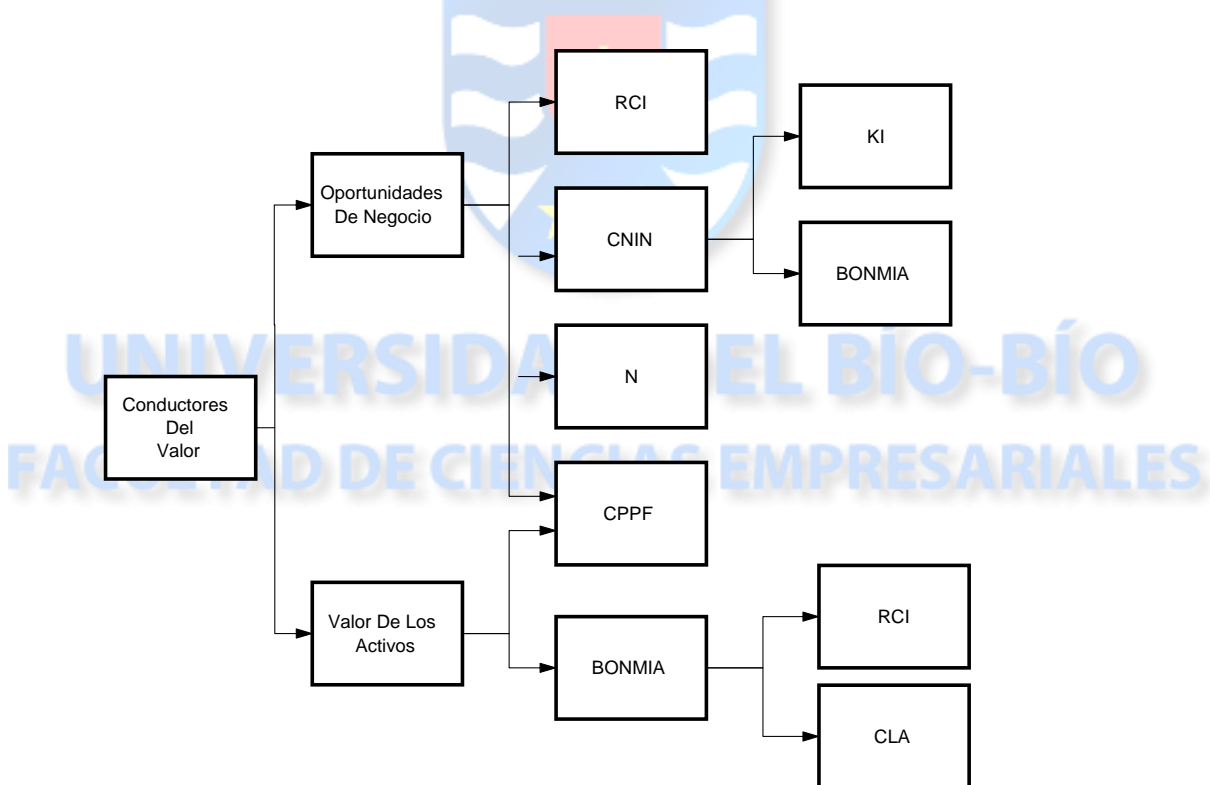 RCI
KI
Oportunidades
De Negocio
CNIN
BONMIA
N
Conductores
Del
Valor
CPPF
Valor De Los
Activos
BONMIA
RCI
CLA
UNIVERSIDAD DEL BÍO-BÍO
FACULTAD DE CIENCIAS EMPRESARIALES